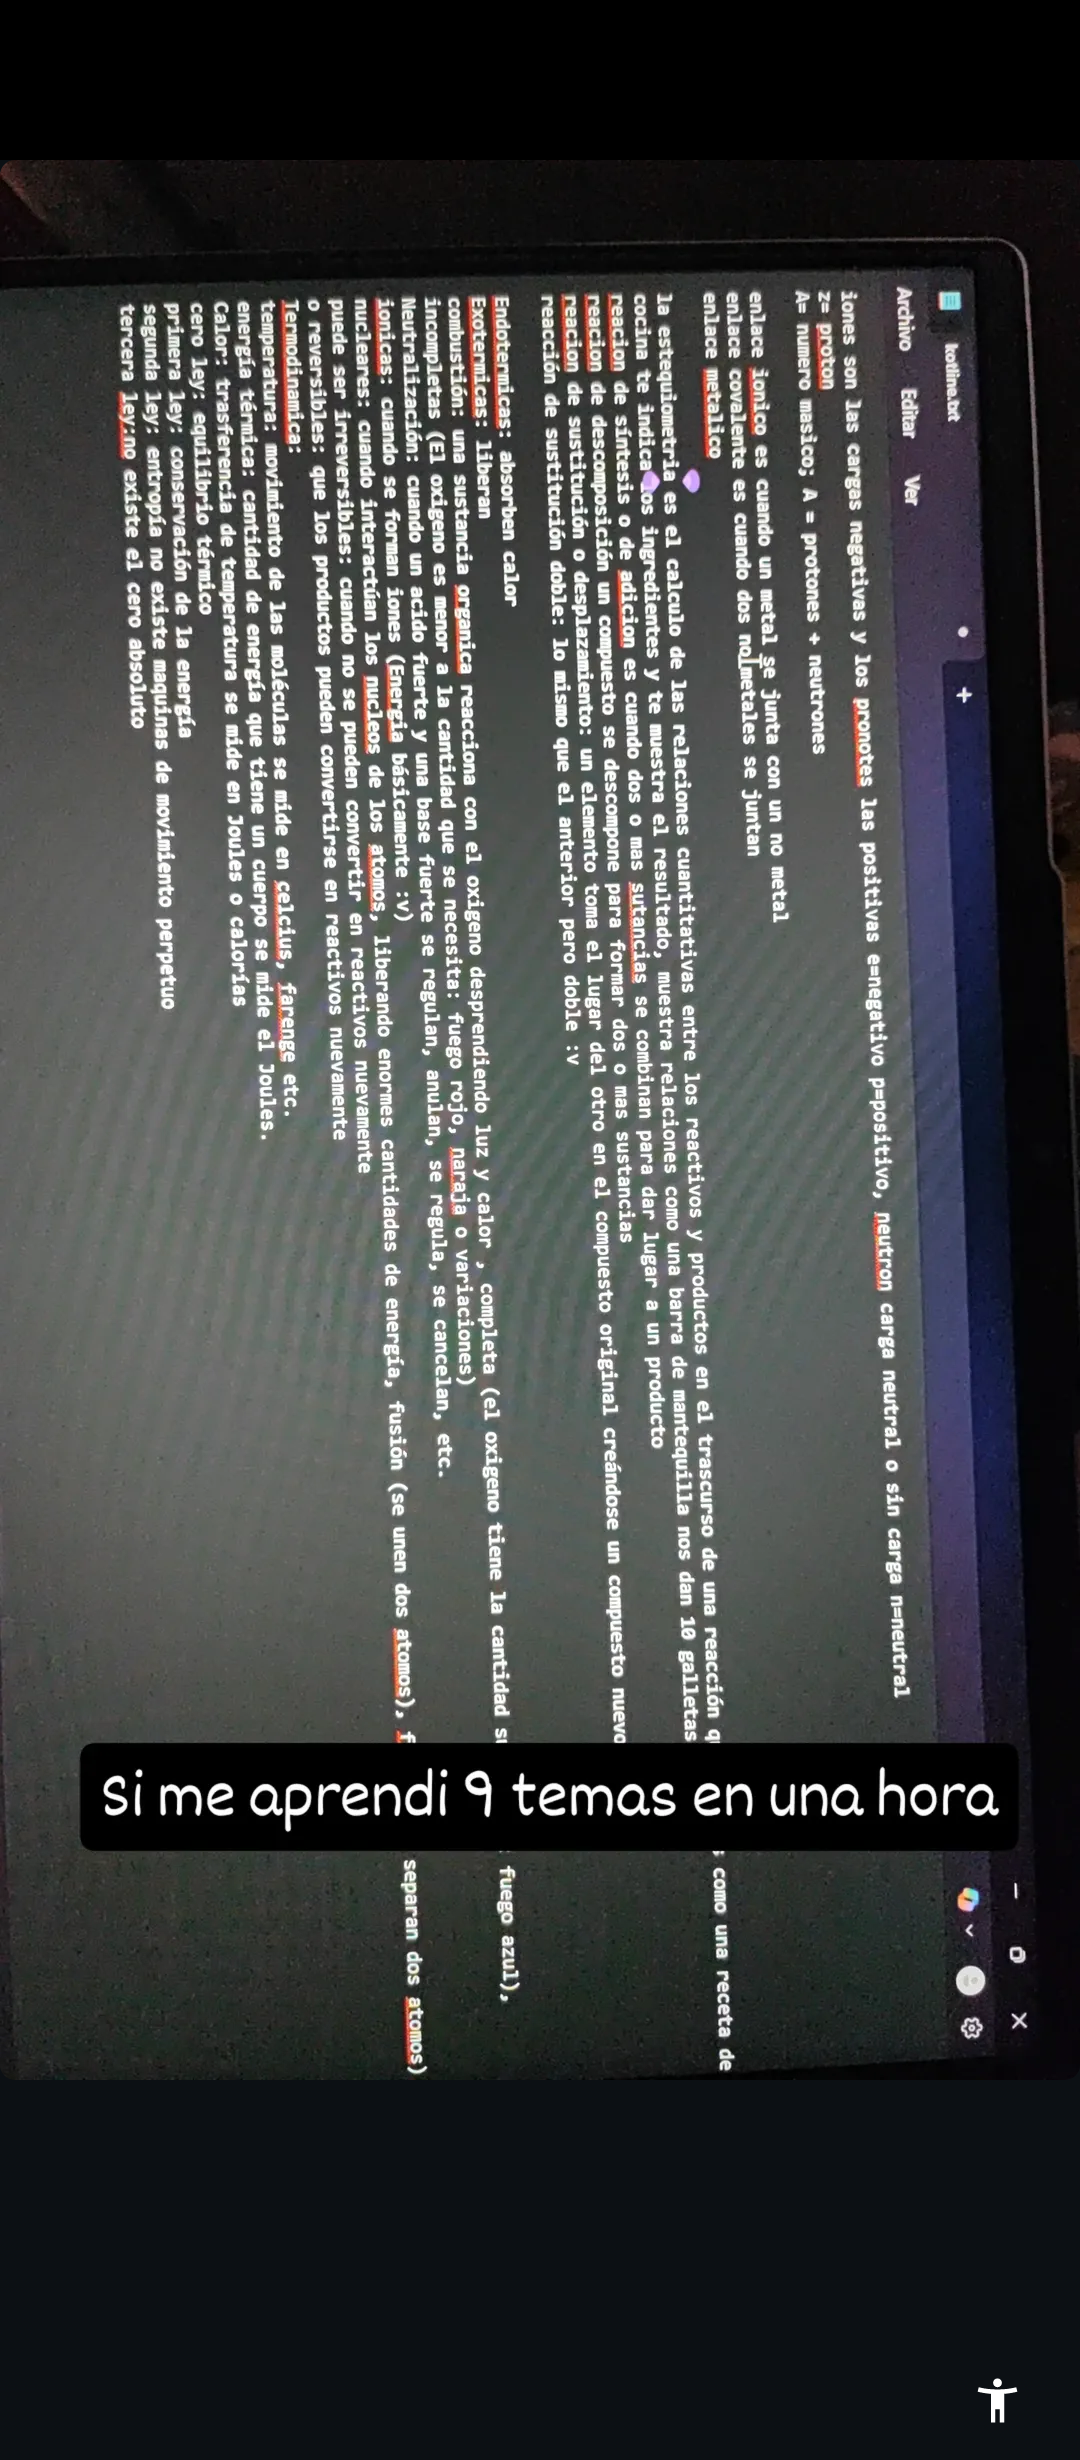 kotline.txt
Archivo Editar Ver
iones son las cargas negativas y los pronotes las positivas e=negativo p=positivo, neutron carga neutral o sin carga n=neutral
z= proton
A= numero masico; A = protones + neutrones
enlace ionico es cuando un metal se junta con un no metal
enlace covalente es cuando dos no metales se juntan
enlace metalico
la estequiometria es el calculo de las relaciones cuantitativas entre los reactivos y productos en el trascurso de una reacción ; como una receta de
cocina te indica los ingredientes y te muestra el resultado, muestra relaciones como una barra de mantequilla nos dan 10 galletas
reacion de síntesis o de adicion es cuando dos o mas sutancias se combinan para dar lugar a un producto
reacion de descomposición un compuesto se descompone para formar dos o mas sustancias
reacion de sustitución o desplazamiento: un elemento toma el lugar del otro en el compuesto original creándose un compuesto nuevo
reacción de sustitución doble: lo mismo que el anterior pero doble :v
Endotermicas: absorben calor
Exotermicas: liberan
combustión: una sustancia organica reacciona con el oxigeno desprendiendo luz y calor , completa (el oxigeno tiene la cantidad : fuego azul),
incompletas (El oxigeno es menor a la cantidad que se necesita: fuego rojo, naraja o variaciones)
Neutralización: cuando un acido fuerte y una base fuerte se regulan, anulan, se regula, se cancelan, etc.
ionicas: cuando se forman iones (Energia básicamente :v)
nucleares: cuando interactúan los nucleos de los atomos, liberando enormes cantidades de energía, fusión (se unen dos atomos), separan dos atomos)
puede ser irreversibles: cuando no se pueden convertir en reactivos nuevamente
o reversibles: que los productos pueden convertirse en reactivos nuevamente
Termodinamica:
temperatura: movimiento de las moléculas se mide en celcius, farenge etc.
energía térmica: cantidad de energía que tiene un cuerpo se mide el Joules.
Calor: trasferencia de temperatura se mide en Joules o calorías
cero ley: equilibrio térmico
primera ley: conservación de la energía
segunda ley: entropía no existe maquinas de movimiento perpetuo
tercera ley:no existe el cero absoluto
Si me aprendi 9 temas en una hora